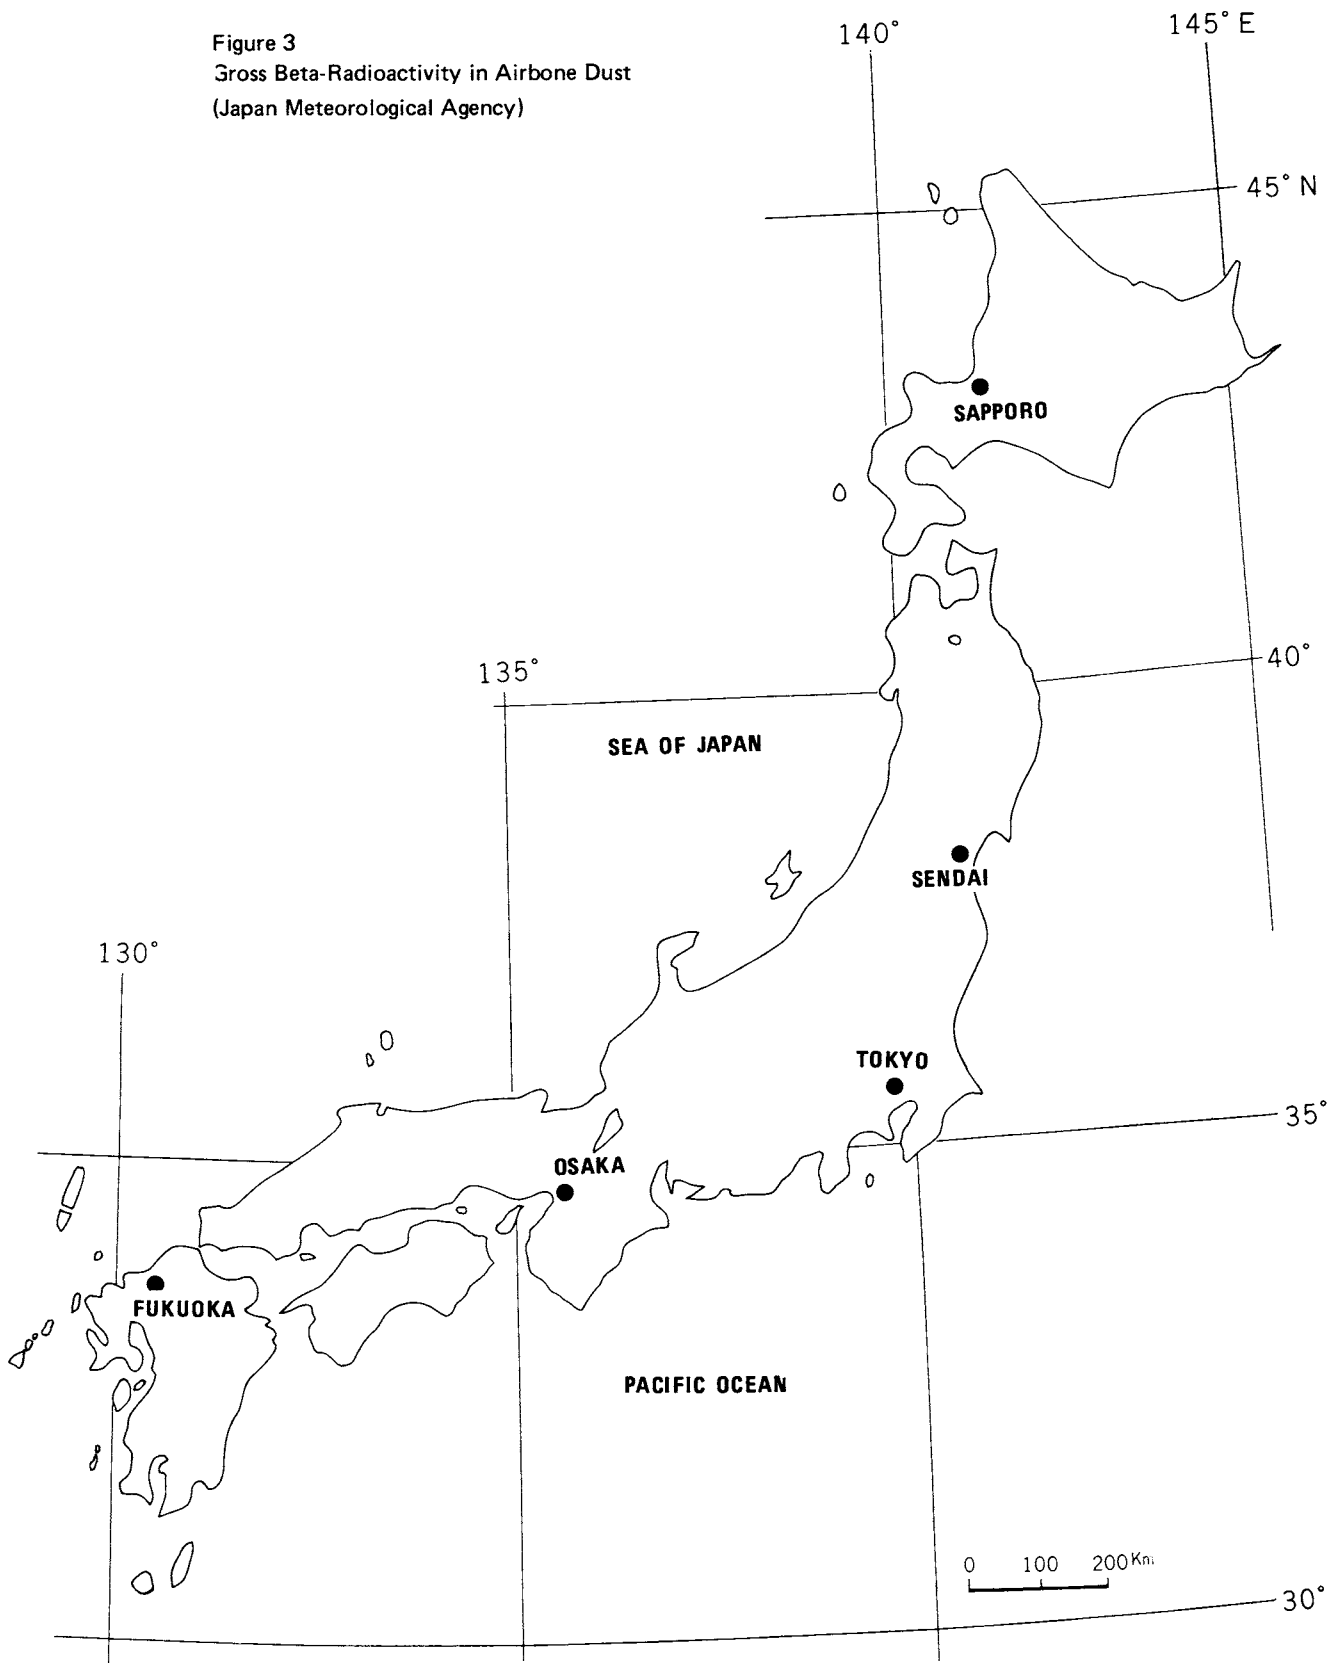 Figure 3
Gross Beta-Radioactivity in Airbone Dust
(Japan Meteorological Agency)
140°
145° E
45° N
SAPPORO
40°
135°
SEA OF JAPAN
SENDAI
130°
TOKYO
35°
OSAKA
FUKUOKA
PACIFIC OCEAN
0 100 200 Km
30°